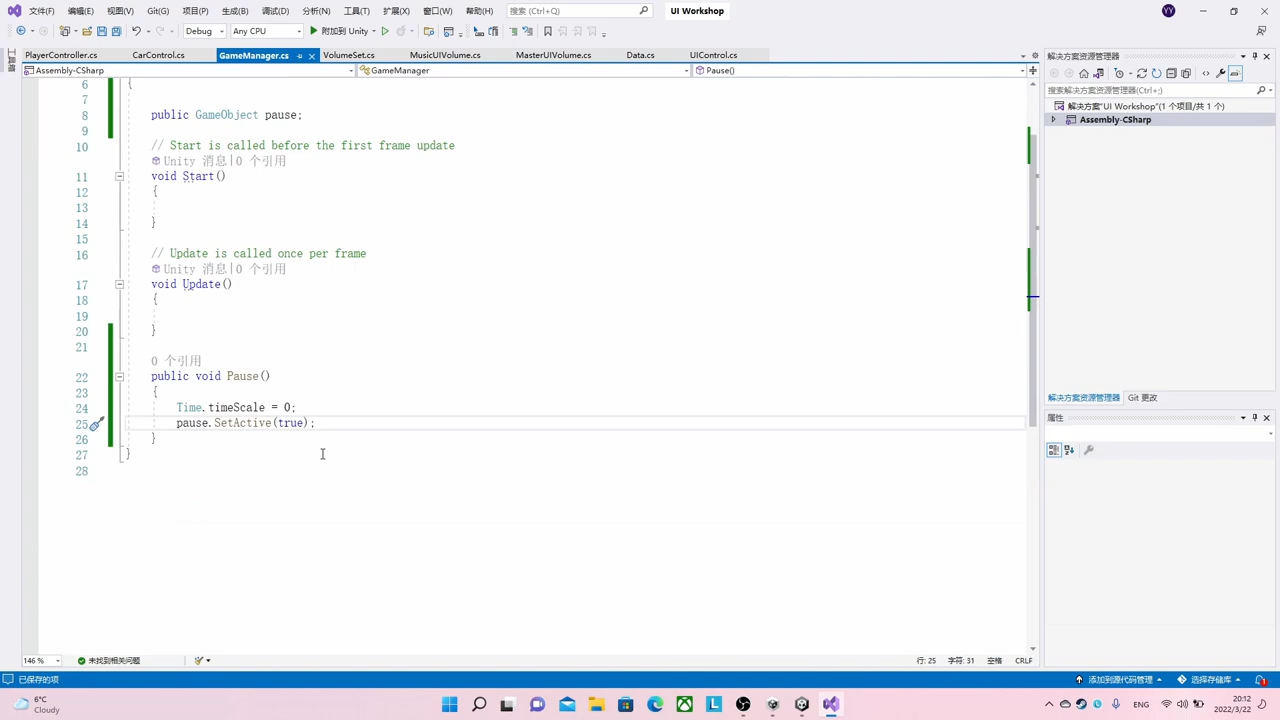 文件(F) 编辑(E) 视图(V) Git(G) 项目(P) 生成(B) 调试(D) 分析(N) 工具(T) 扩展(X) 窗口(W) 帮助(H) 搜索 (Ctrl+Q) UI Workshop YY
Debug Any CPU 附加到 Unity
PlayerController.cs CarController.cs GameManager.cs VolumeSet.cs MusicUIVolume.cs MasterUIVolume.cs Data.cs UIControl.cs
Assembly-CSharp GameManager Pause()
6 {
7
8 public GameObject pause;
9
10 // Start is called before the first frame update
Unity 消息|0 个引用
11 void Start()
12 {
13
14 }
15
16 // Update is called once per frame
Unity 消息|0 个引用
17 void Update()
18 {
19
20 }
21
0 个引用
22 public void Pause()
23 {
24 Time.timeScale = 0;
25 pause.SetActive(true);
26 }
27 }
28
146 % 未找到相关问题 行: 25 字符: 31 空格 CRLF
解决方案资源管理器
搜索解决方案资源管理器(Ctrl+;)
解决方案"UI Workshop"(1 个项目/共 1 个)
Assembly-CSharp
解决方案资源管理器 Git 更改
属性
已保存的项 添加到源代码管理 选择存储库
6°C
Cloudy
ENG
20:12
2022/3/22